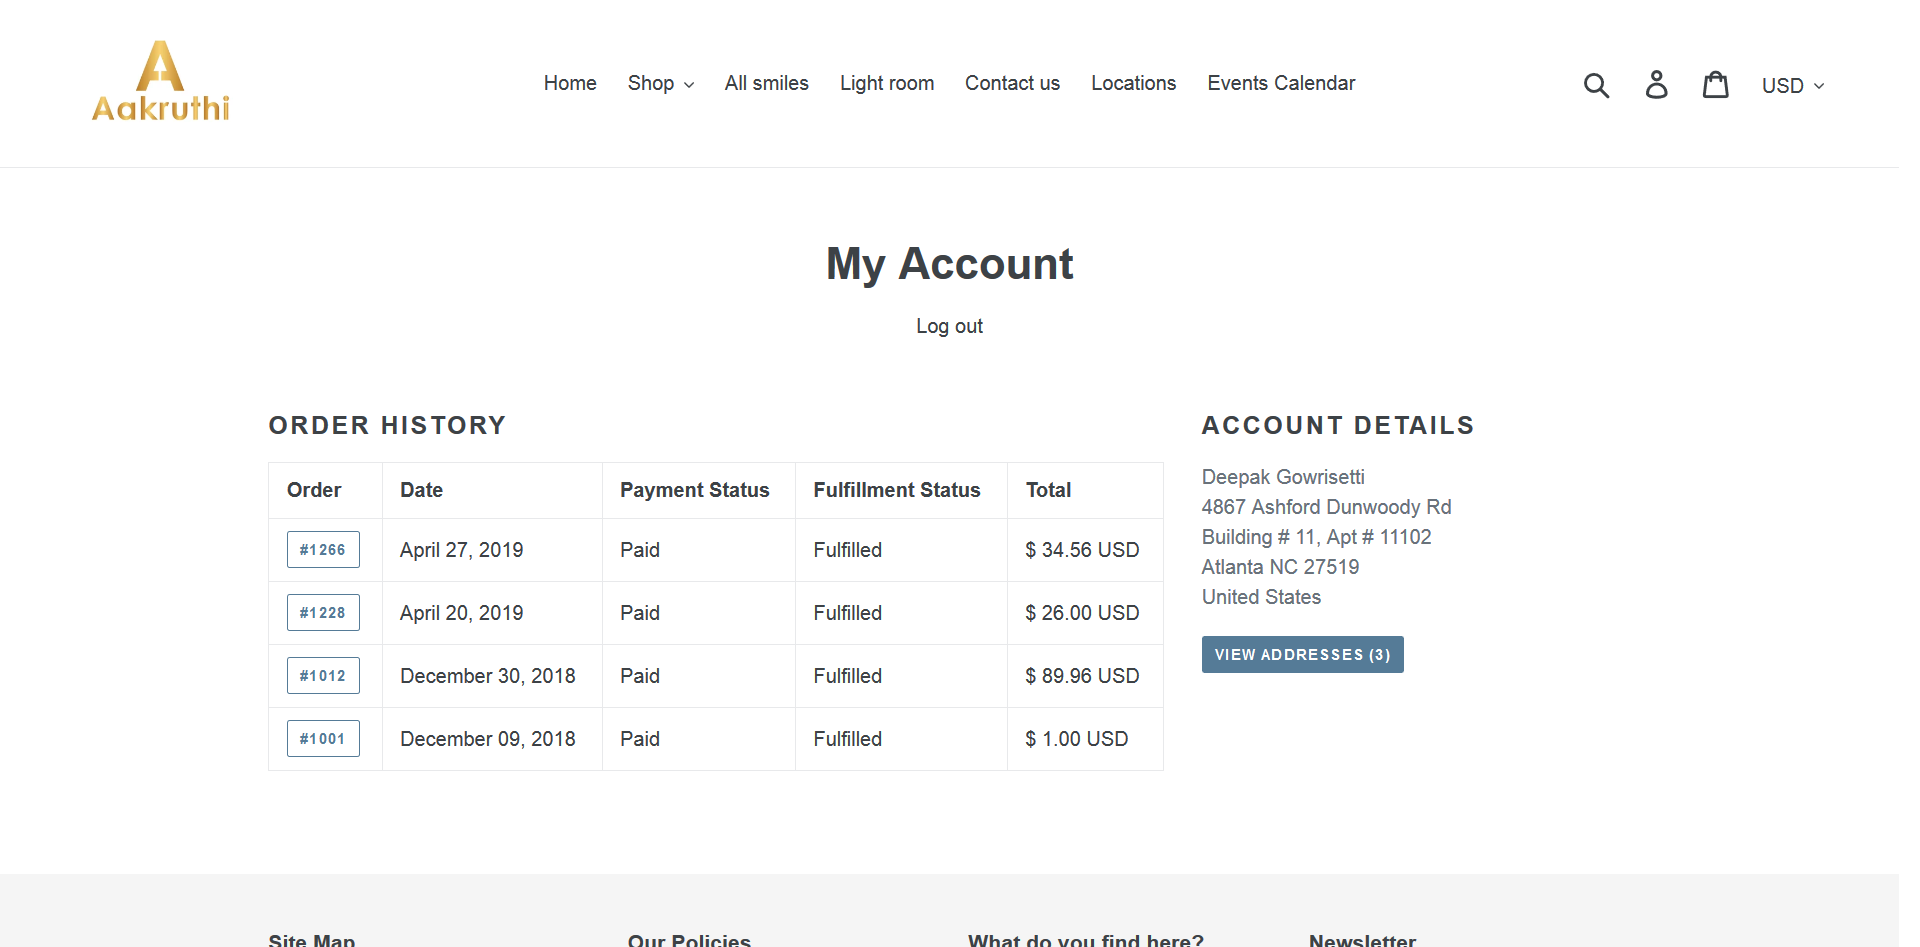 Aakruthi
Home Shop All smiles Light room Contact us Locations Events Calendar USD
My Account
Log out
ORDER HISTORY
Order Date Payment Status Fulfillment Status Total
#1266 April 27, 2019 Paid Fulfilled $ 34.56 USD
#1228 April 20, 2019 Paid Fulfilled $ 26.00 USD
#1012 December 30, 2018 Paid Fulfilled $ 89.96 USD
#1001 December 09, 2018 Paid Fulfilled $ 1.00 USD
ACCOUNT DETAILS
Deepak Gowrisetti
4867 Ashford Dunwoody Rd
Building # 11, Apt # 11102
Atlanta NC 27519
United States
VIEW ADDRESSES (3)
Site Map Our Policies What do you find here? Newsletter